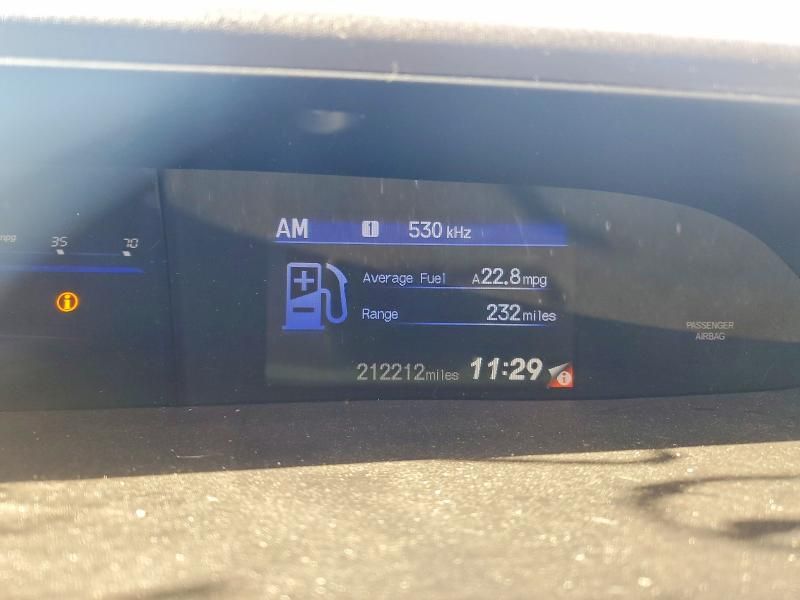 AM 1 530 kHz
mpg 35 70
Average Fuel A22.8mpg
Range 232miles
PASSENGER
AIRBAG
212212miles 11:29